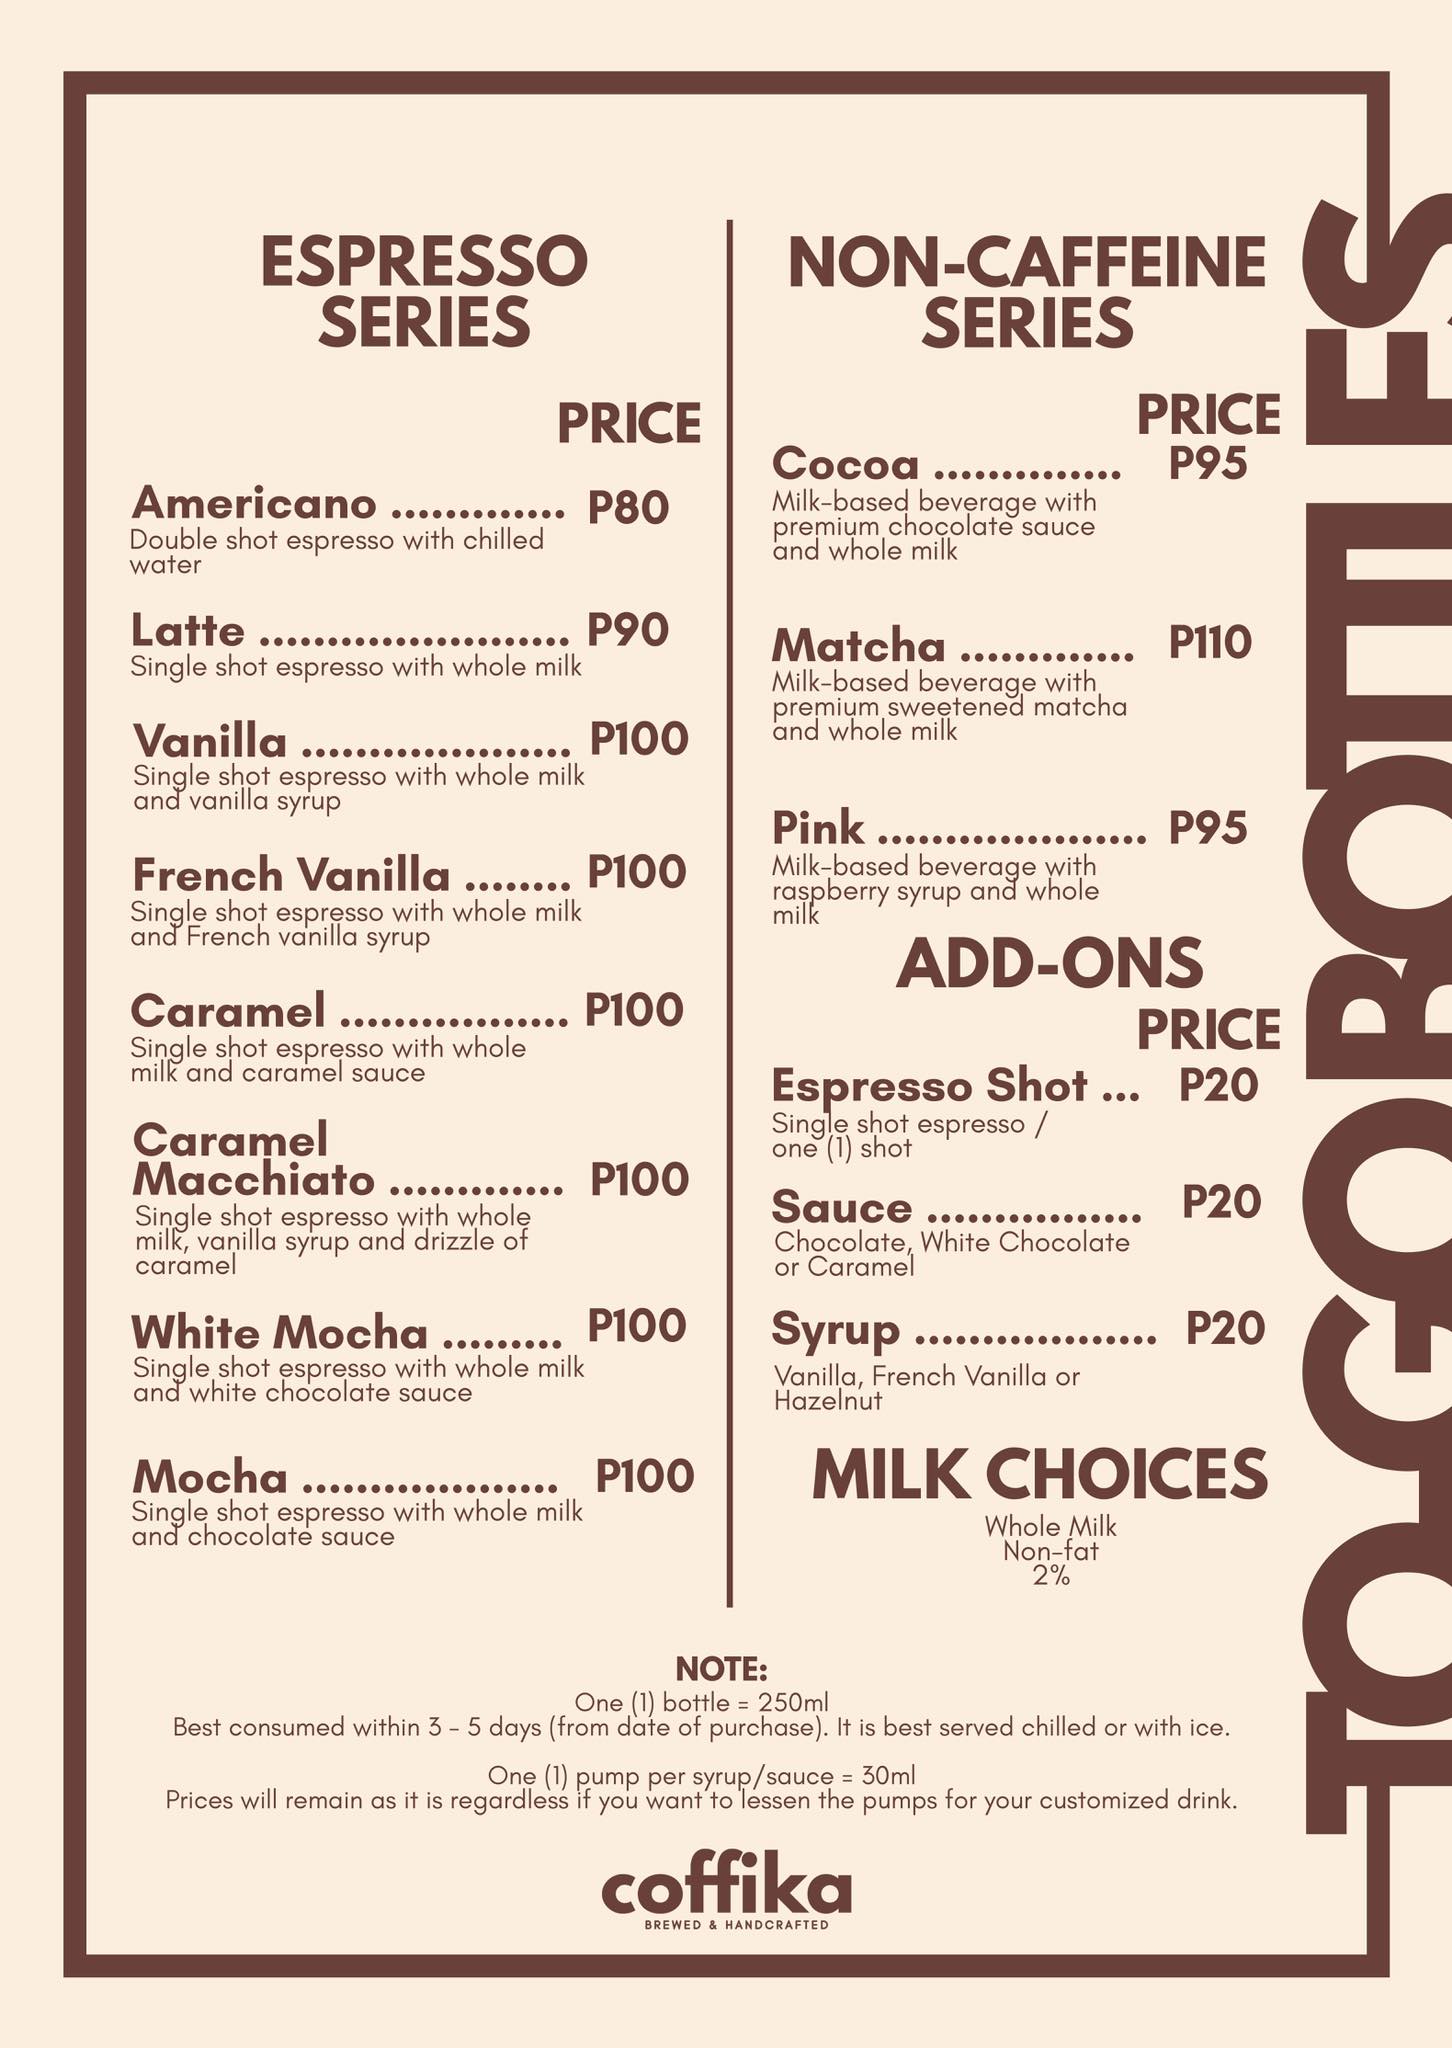 ESPRESSO
SERIES
PRICE
Americano ............. P80
Double shot espresso with chilled
water
Latte ....................... P90
Single shot espresso with whole milk
Vanilla .................... P100
Single shot espresso with whole milk
and vanilla syrup
French Vanilla ........ P100
Single shot espresso with whole milk
and French vanilla syrup
Caramel ................. P100
Single shot espresso with whole
milk and caramel sauce
Caramel
Macchiato ............. P100
Single shot espresso with whole
milk, vanilla syrup and drizzle of
caramel
White Mocha ......... P100
Single shot espresso with whole milk
and white chocolate sauce
Mocha ................... P100
Single shot espresso with whole milk
and chocolate sauce
NON-CAFFEINE
SERIES
PRICE
Cocoa .............. P95
Milk-based beverage with
premium chocolate sauce
and whole milk
Matcha ............. P110
Milk-based beverage with
premium sweetened matcha
and whole milk
Pink .................... P95
Milk-based beverage with
raspberry syrup and whole
milk
ADD-ONS
PRICE
Espresso Shot ... P20
Single shot espresso /
one (1) shot
Sauce ................ P20
Chocolate, White Chocolate
or Caramel
Syrup .................. P20
Vanilla, French Vanilla or
Hazelnut
MILK CHOICES
Whole Milk
Non-fat
2%
TO-GO BOTTLES
NOTE:
One (1) bottle = 250ml
Best consumed within 3 - 5 days (from date of purchase). It is best served chilled or with ice.
One (1) pump per syrup/sauce = 30ml
Prices will remain as it is regardless if you want to lessen the pumps for your customized drink.
coffika
BREWED & HANDCRAFTED